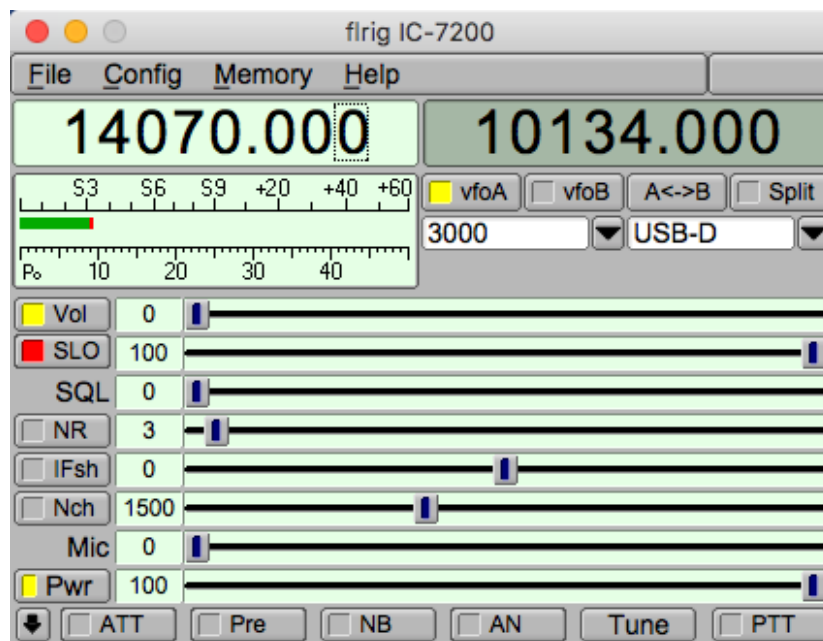 flrig IC-7200
File Config Memory Help
14070.000 10134.000
S3 S6 S9 +20 +40 +60
vfoA vfoB A<->B Split
3000 USB-D
Po 10 20 30 40
Vol 0
SLO 100
SQL 0
NR 3
IFsh 0
Nch 1500
Mic 0
Pwr 100
ATT Pre NB AN Tune PTT